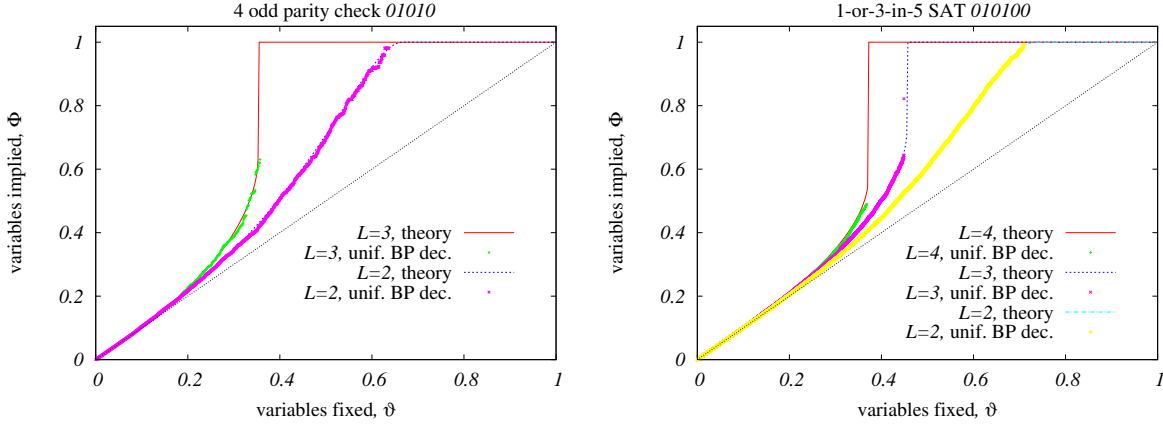 4 odd parity check 01010
1
0.8
0.6
0.4
0.2
0
variables implied, Φ
L=3, theory
L=3, unif. BP dec.
L=2, theory
L=2, unif. BP dec.
0 0.2 0.4 0.6 0.8 1
variables fixed, ϑ
1-or-3-in-5 SAT 010100
1
0.8
0.6
0.4
0.2
0
variables implied, Φ
L=4, theory
L=4, unif. BP dec.
L=3, theory
L=3, unif. BP dec.
L=2, theory
L=2, unif. BP dec.
0 0.2 0.4 0.6 0.8 1
variables fixed, ϑ